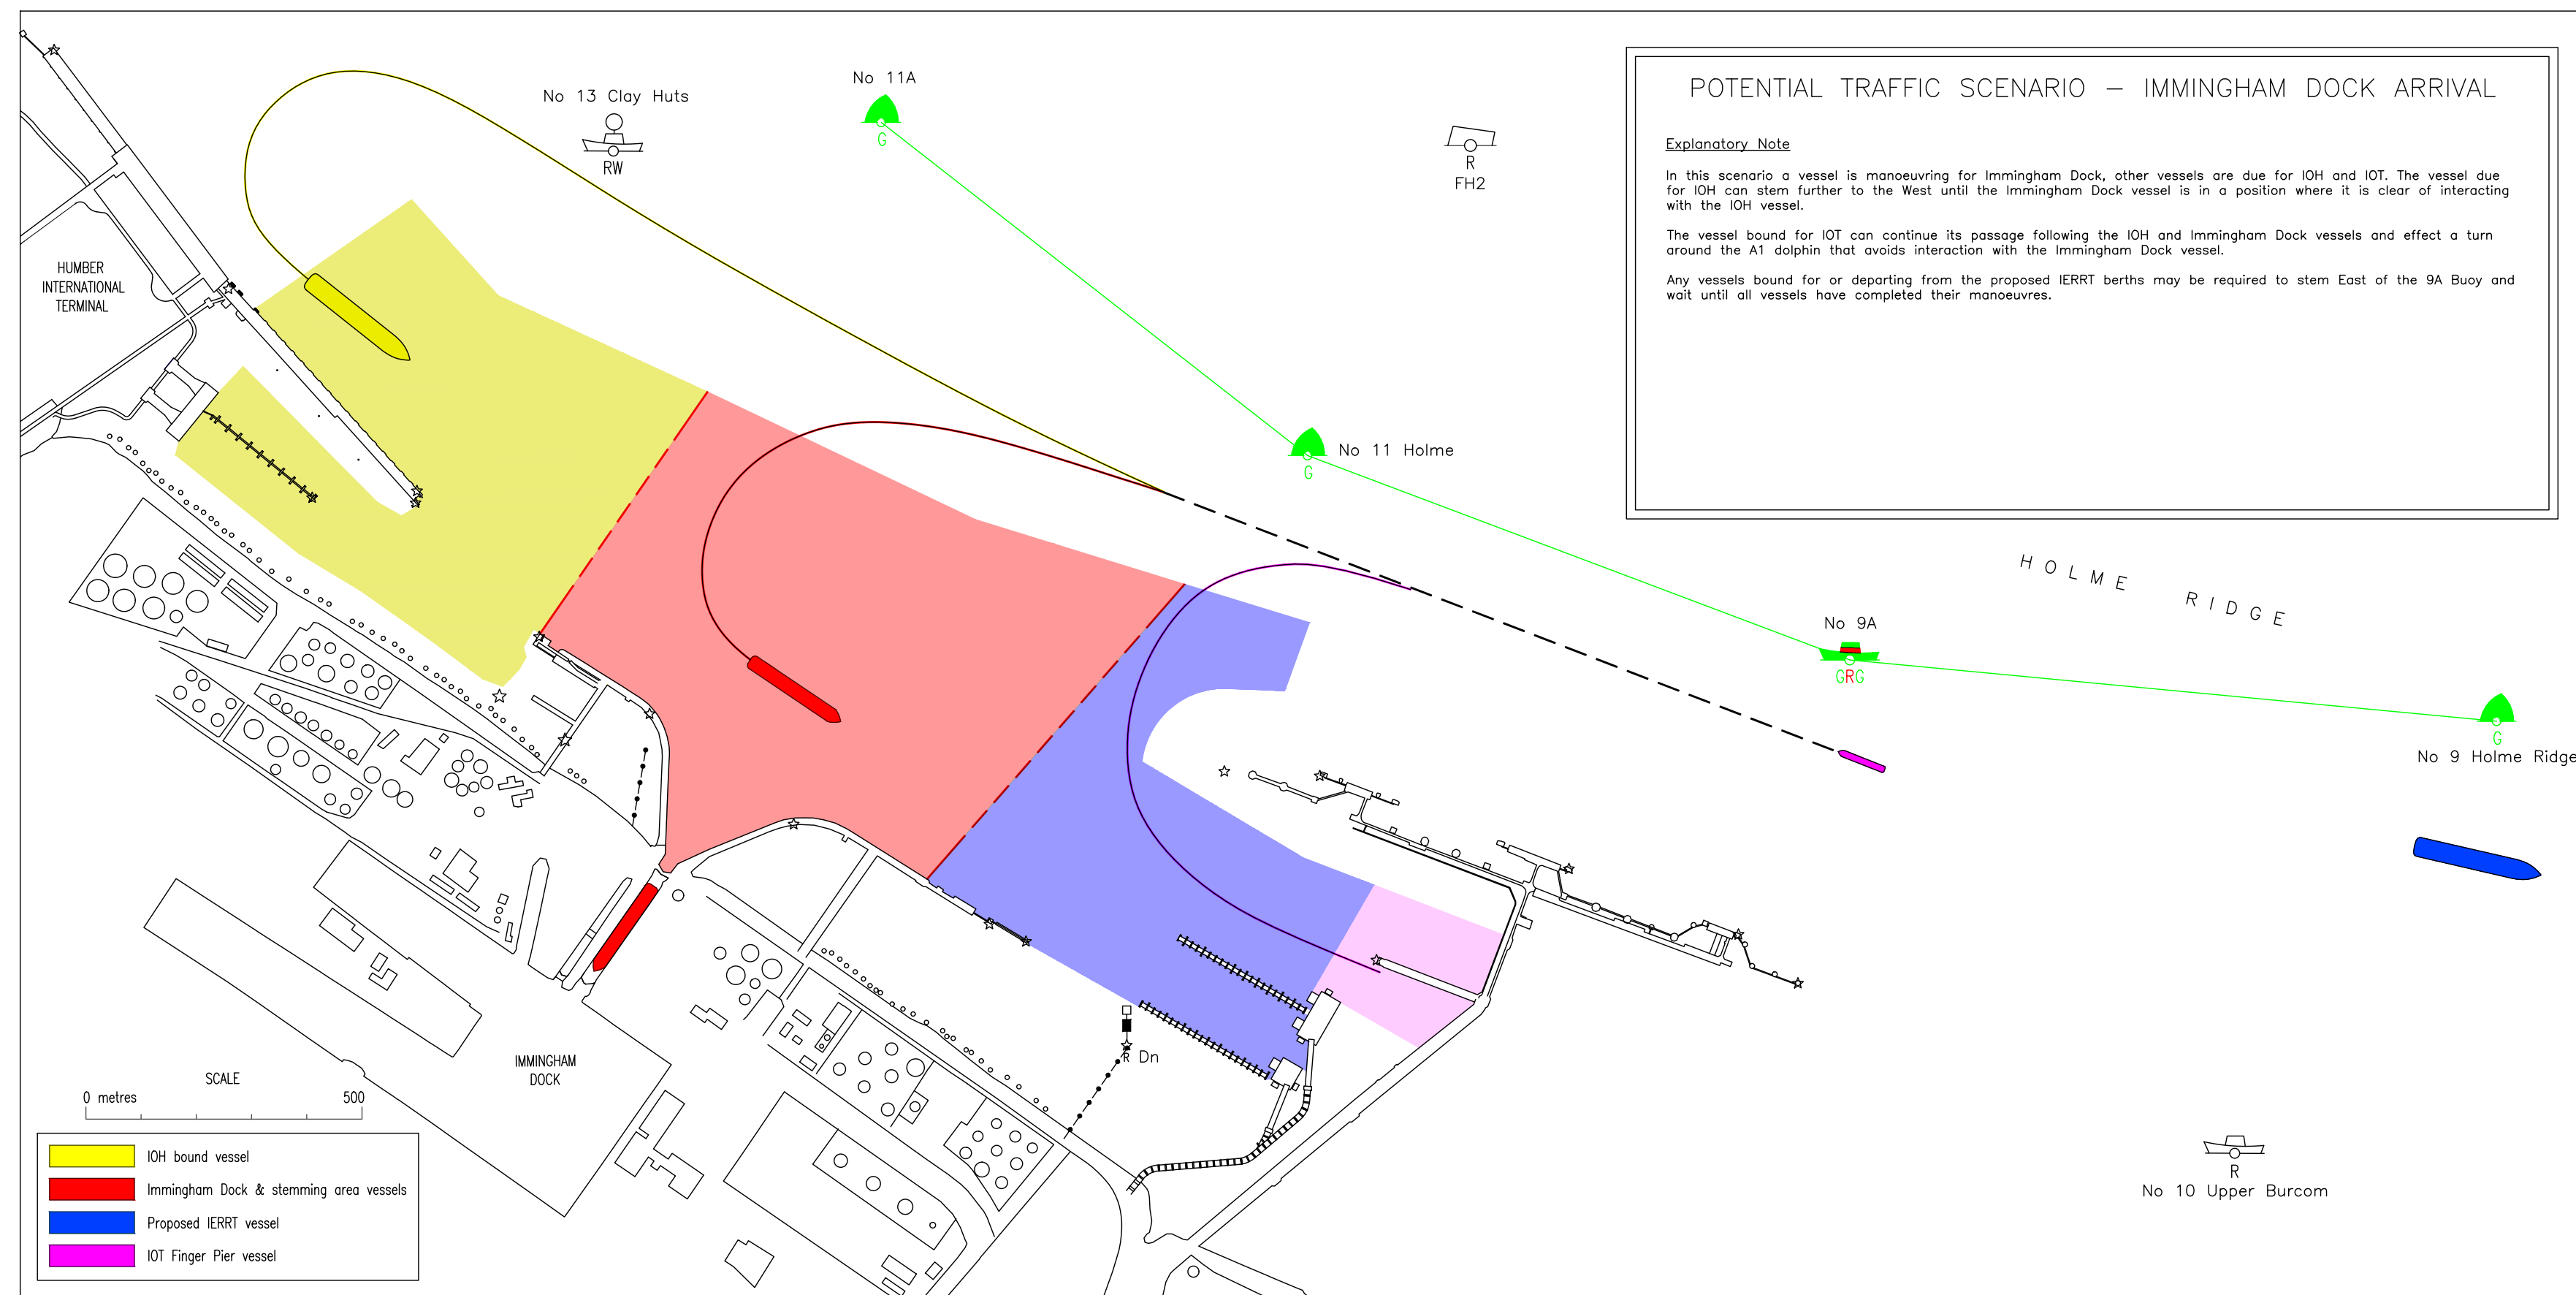 POTENTIAL TRAFFIC SCENARIO – IMMINGHAM DOCK ARRIVAL
Explanatory Note
In this scenario a vessel is manoeuvring for Immingham Dock, other vessels are due for IOH and IOT. The vessel due
for IOH can stem further to the West until the Immingham Dock vessel is in a position where it is clear of interacting
with the IOH vessel.
The vessel bound for IOT can continue its passage following the IOH and Immingham Dock vessels and effect a turn
around the A1 dolphin that avoids interaction with the Immingham Dock vessel.
Any vessels bound for or departing from the proposed IERRT berths may be required to stem East of the 9A Buoy and
wait until all vessels have completed their manoeuvres.
No 11A
G
No 13 Clay Huts
RW
R
FH2
HUMBER
INTERNATIONAL
TERMINAL
No 11 Holme
G
HOLME RIDGE
No 9A
GRG
G
No 9 Holme Ridge
R Dn
IMMINGHAM
DOCK
SCALE
0 metres 500
R
No 10 Upper Burcom
IOH bound vessel
Immingham Dock & stemming area vessels
Proposed IERRT vessel
IOT Finger Pier vessel